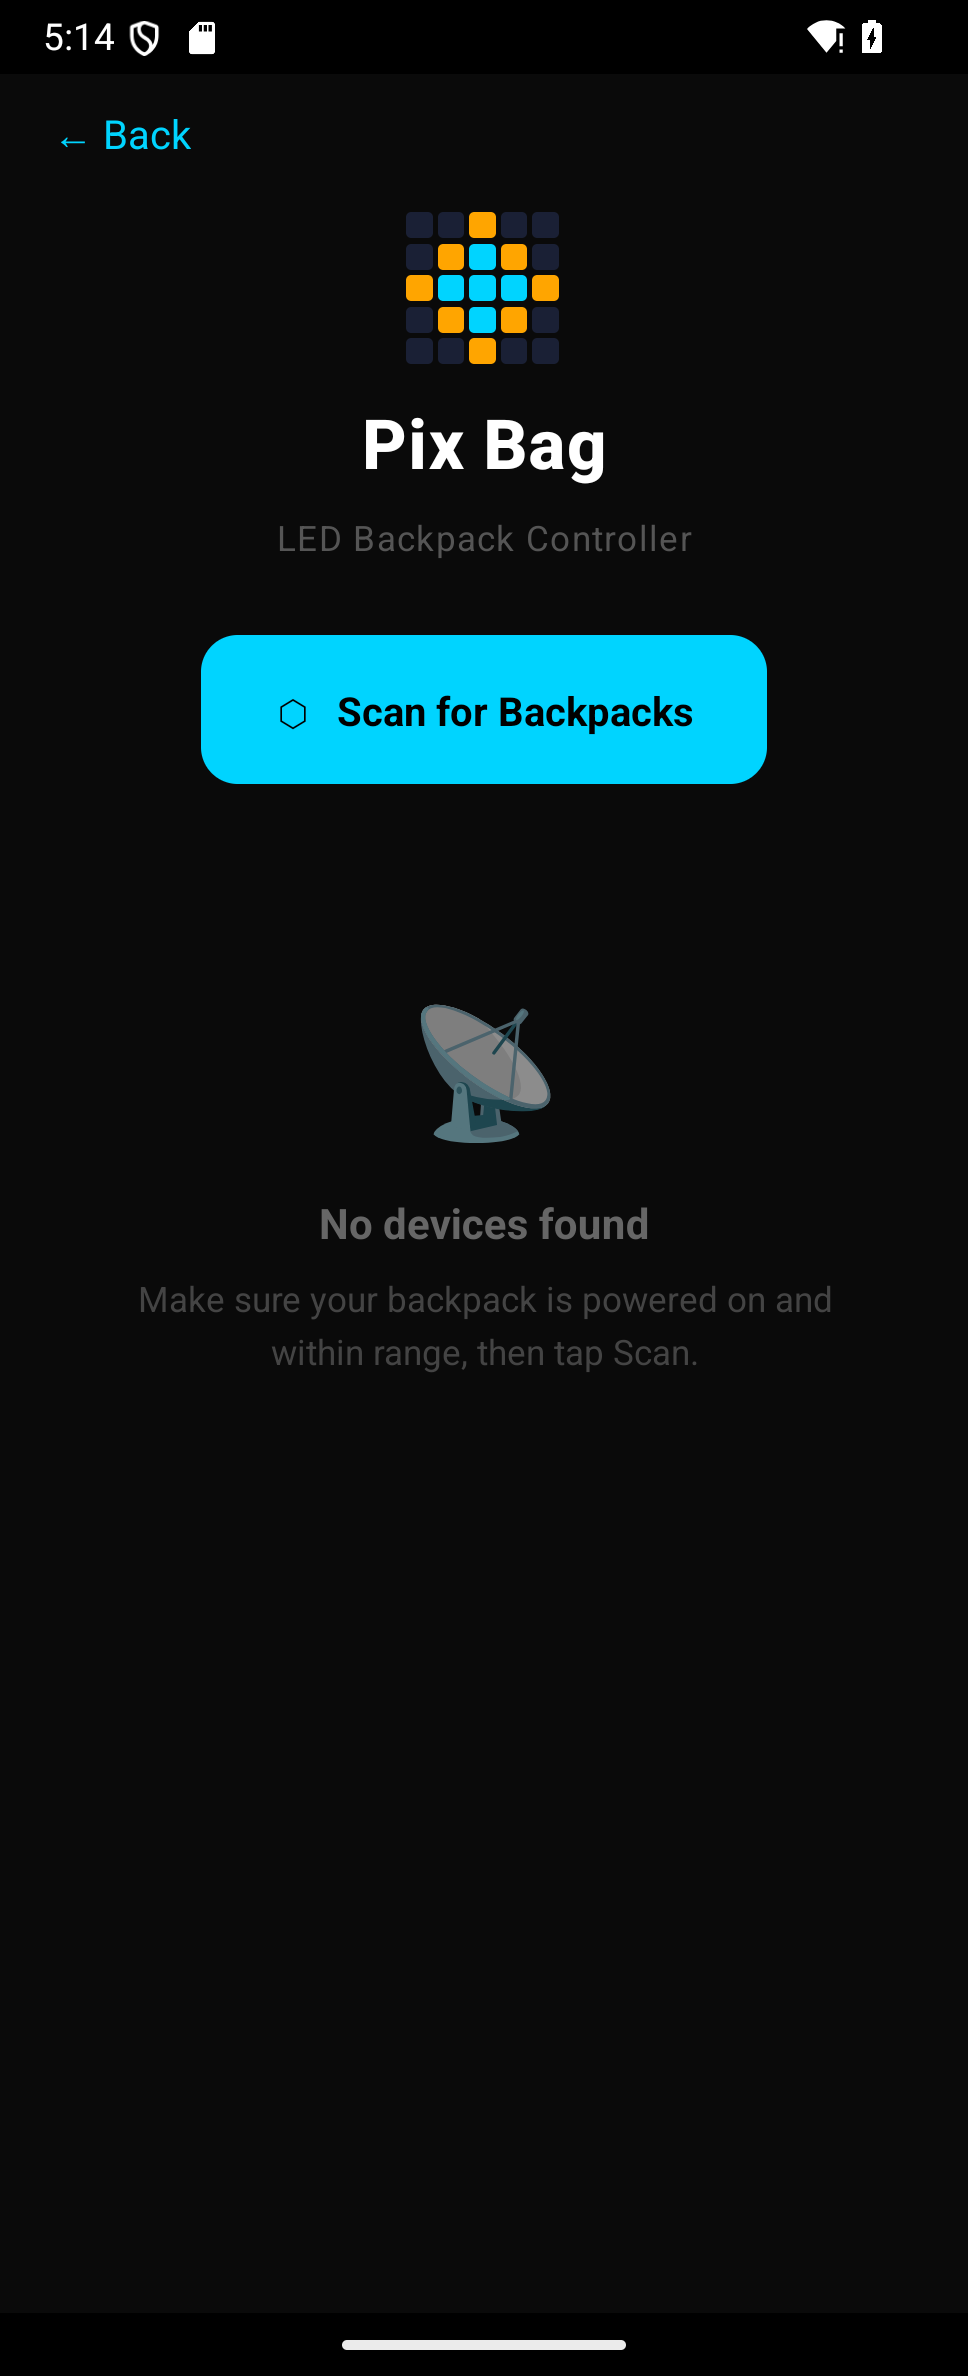 5:14
← Back
Pix Bag
LED Backpack Controller
⬡ Scan for Backpacks
No devices found
Make sure your backpack is powered on and
within range, then tap Scan.